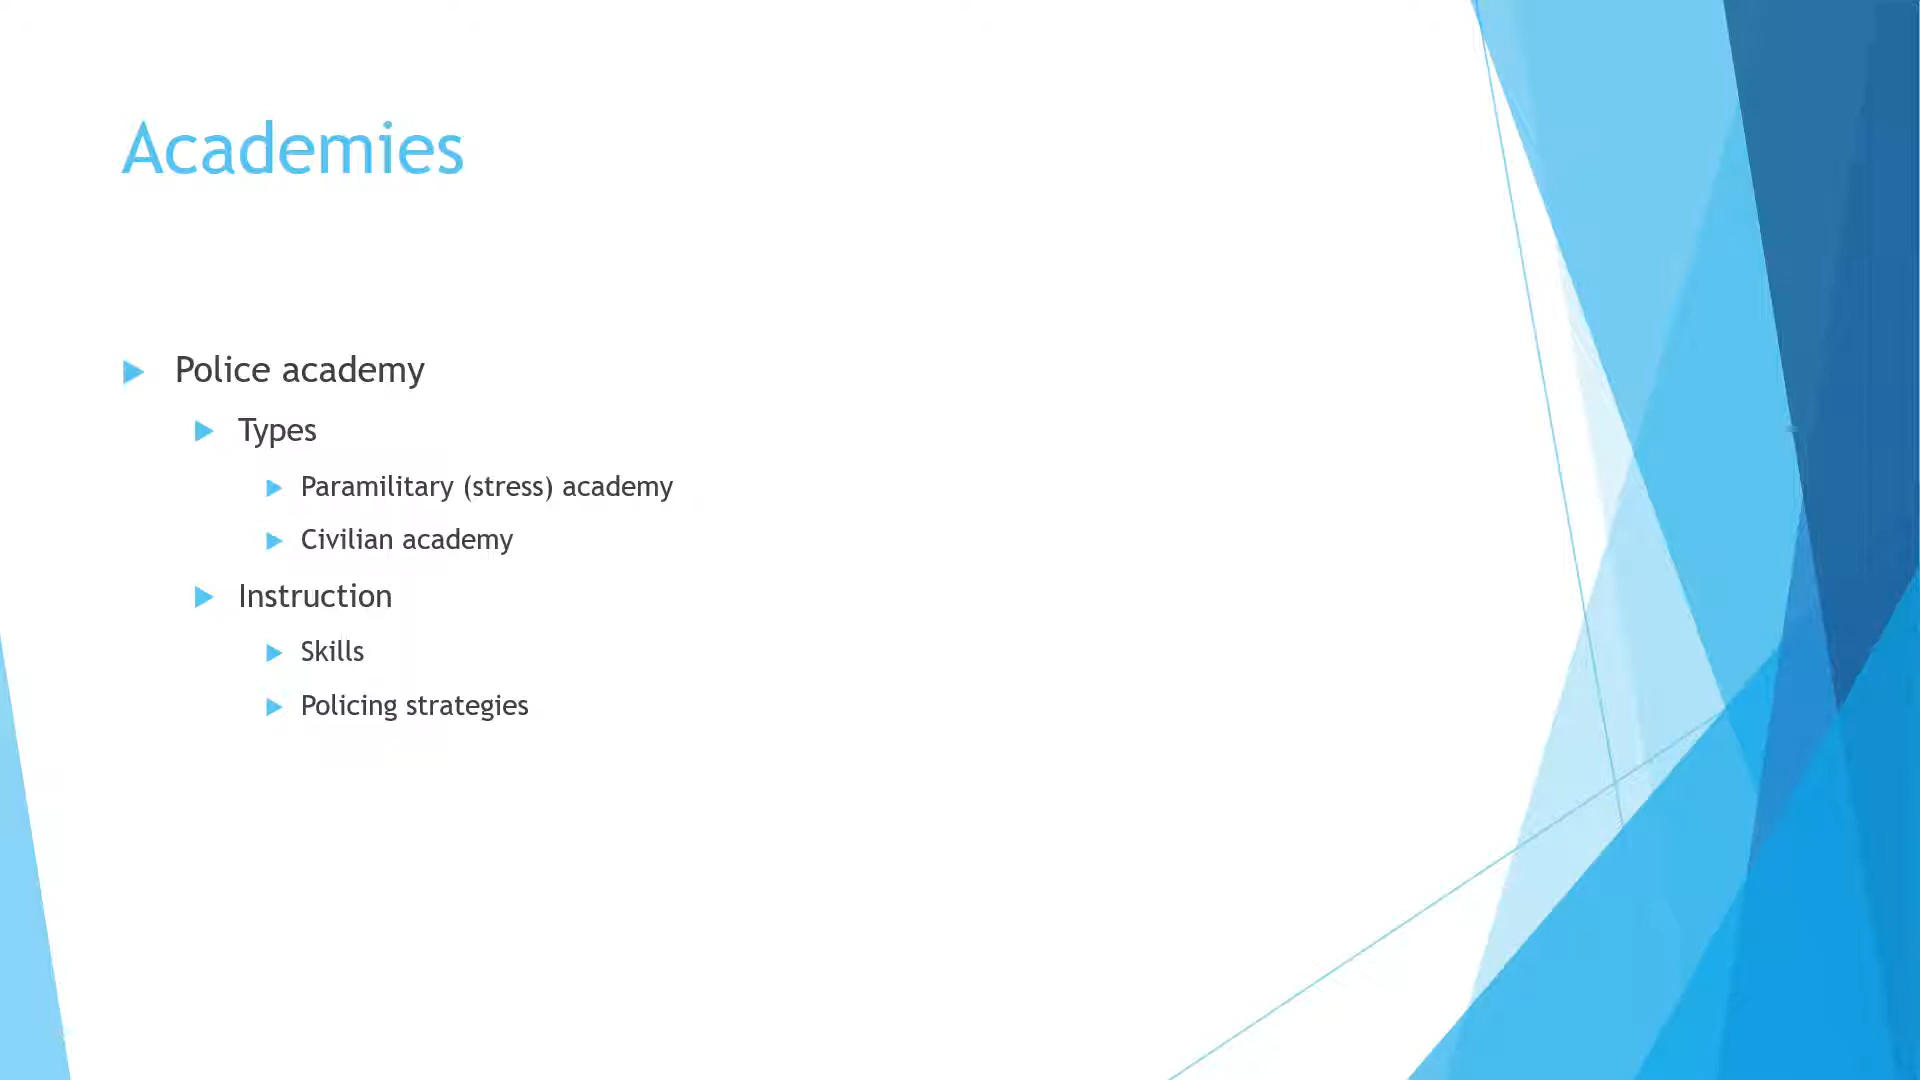 Academies
Police academy
Types
Paramilitary (stress) academy
Civilian academy
Instruction
Skills
Policing strategies